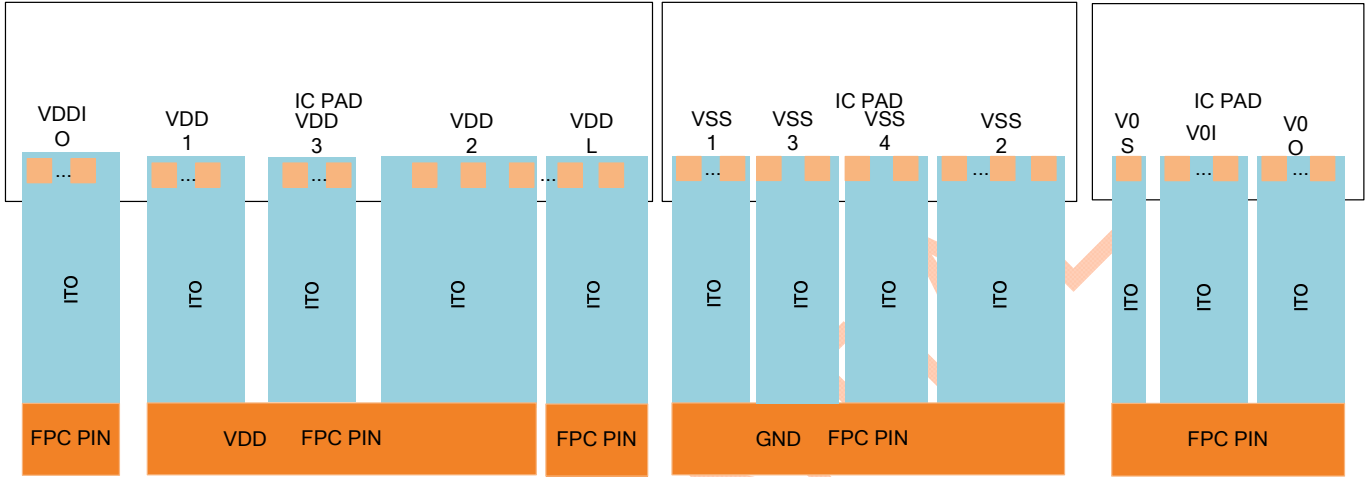 IC PAD
IC PAD
IC PAD
VDDI
O
VDD
1
VDD
3
VDD
2
VDD
L
VSS
1
VSS
3
VSS
4
VSS
2
V0
S
V0I
V0
O
...
...
...
...
...
...
...
...
ITO
ITO
ITO
ITO
ITO
ITO
ITO
ITO
ITO
ITO
ITO
ITO
FPC PIN
VDD FPC PIN
FPC PIN
GND FPC PIN
FPC PIN